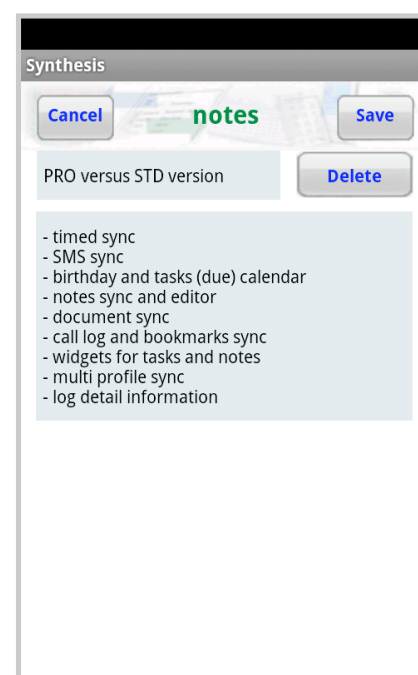 Synthesis
Cancel
notes
Save
PRO versus STD version
Delete
- timed sync
- SMS sync
- birthday and tasks (due) calendar
- notes sync and editor
- document sync
- call log and bookmarks sync
- widgets for tasks and notes
- multi profile sync
- log detail information